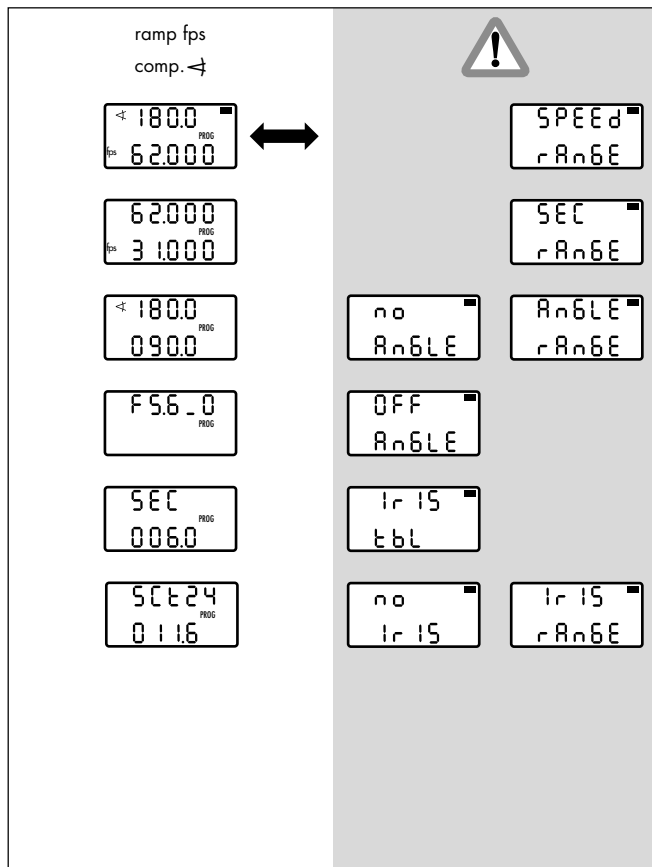 ramp fps
comp. ∢
∢ 180.0
PROG
fps 62.000
SPEEd
rAnGE
62.000
PROG
fps 31.000
SEC
rAnGE
∢ 180.0
PROG
090.0
no
AnGLE
AnGLE
rAnGE
F5.6_0
PROG
OFF
AnGLE
SEC
PROG
006.0
IrIS
tbL
SCt24
PROG
011.6
no
IrIS
IrIS
rAnGE